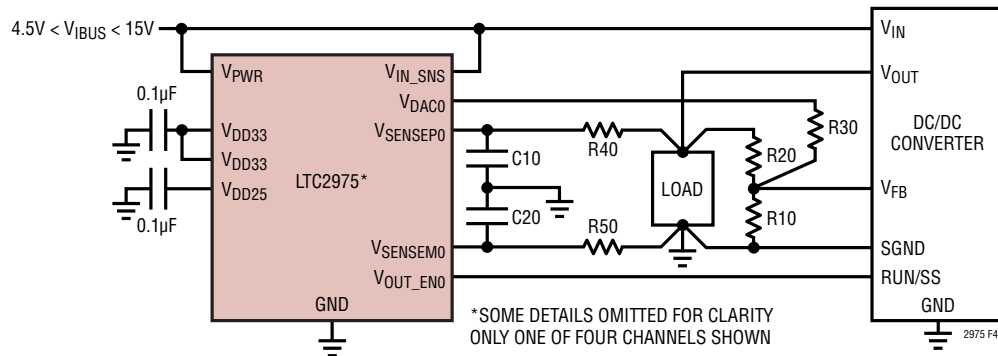 4.5V < VIBUS < 15V
VPWR
VIN_SNS
VDAC0
0.1µF
VDD33
VSENSEP0
VDD33
VDD25
LTC2975*
0.1µF
VSENSEM0
VOUT_EN0
GND
R40
C10
C20
R50
LOAD
R20
R30
R10
VIN
VOUT
DC/DC
CONVERTER
VFB
SGND
RUN/SS
GND
*SOME DETAILS OMITTED FOR CLARITY
ONLY ONE OF FOUR CHANNELS SHOWN
2975 F4